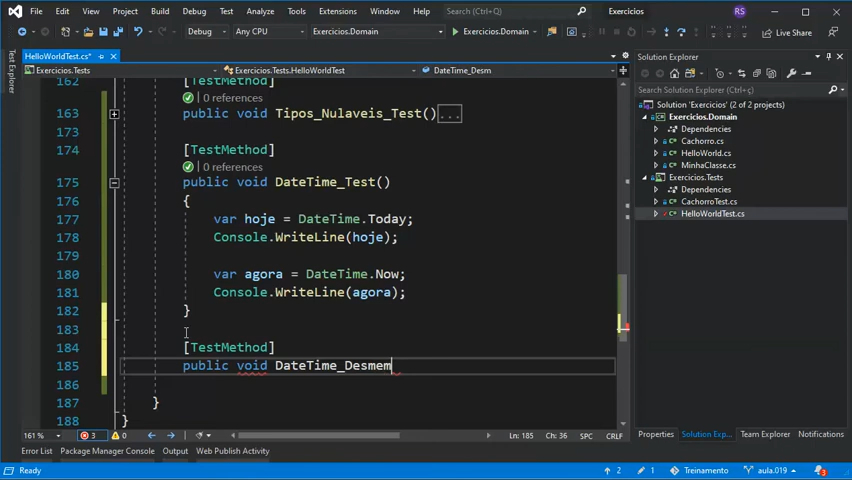 File Edit View Git Project Build Debug Test Analyze Tools Extensions Window Help Search (Ctrl+Q) Exercicios RS
Debug Any CPU Exercicios.Domain Exercicios.Domain Live Share
Test Explorer
HelloWorldTest.cs*
Exercicios.Tests Exercicios.Tests.HelloWorldTest DateTime_Desm
162 [TestMethod]
0 references
163 public void Tipos_Nulaveis_Test()...
173
174 [TestMethod]
0 references
175 public void DateTime_Test()
176 {
177 var hoje = DateTime.Today;
178 Console.WriteLine(hoje);
179
180 var agora = DateTime.Now;
181 Console.WriteLine(agora);
182 }
183
184 [TestMethod]
185 public void DateTime_Desmem
186
187 }
188 }
161 % 3 0 Ln: 185 Ch: 36 SPC CRLF
Solution Explorer
Search Solution Explorer (Ctrl+ç)
Solution 'Exercicios' (2 of 2 projects)
Exercicios.Domain
Dependencies
Cachorro.cs
HelloWorld.cs
MinhaClasse.cs
Exercicios.Tests
Dependencies
CachorroTest.cs
HelloWorldTest.cs
Properties Solution Exp... Team Explorer Notifications
Error List Package Manager Console Output Web Publish Activity
Ready 2 1 Treinamento aula.019 3